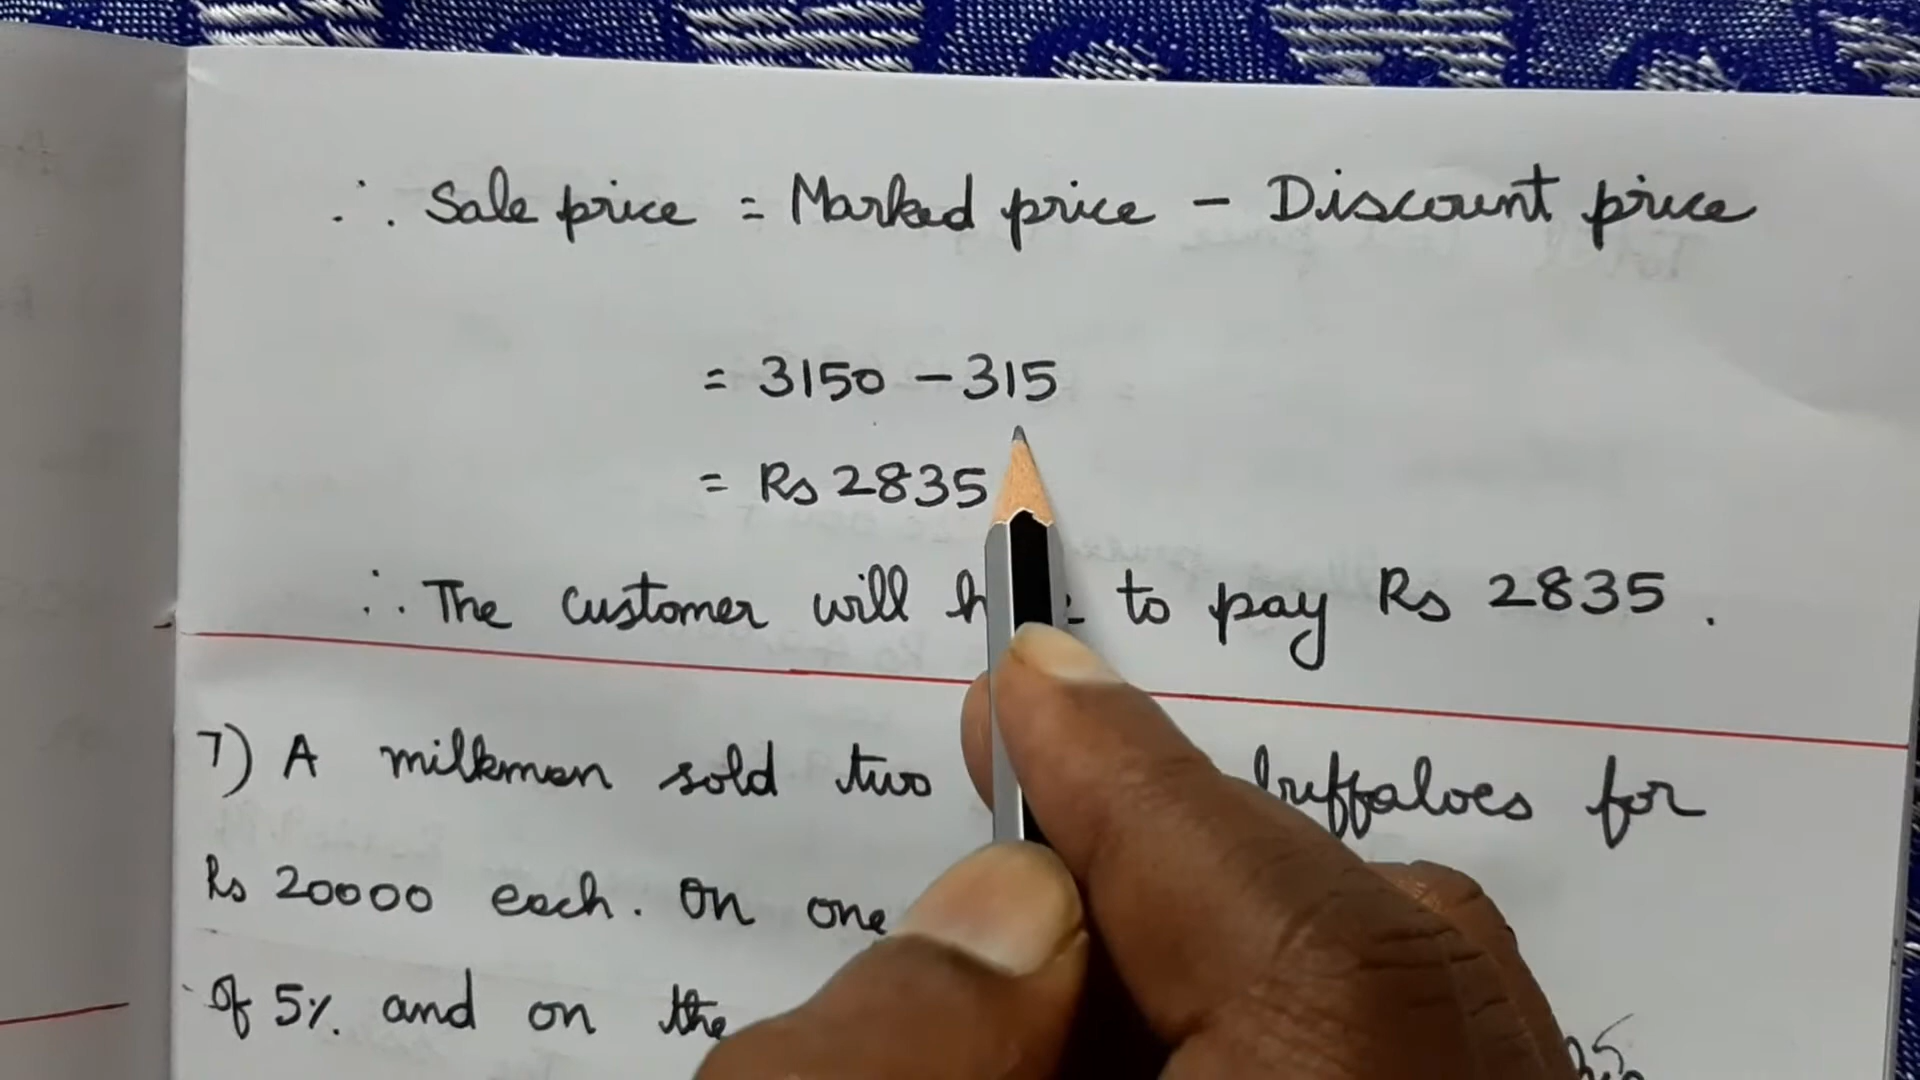 ∴ Sale price = Marked price - Discount price
= 3150 - 315
= Rs 2835
∴ The customer will to pay Rs 2835 .
7) A milkman sold two buffaloes for
Rs 20000 each. On one
of 5%. and on the